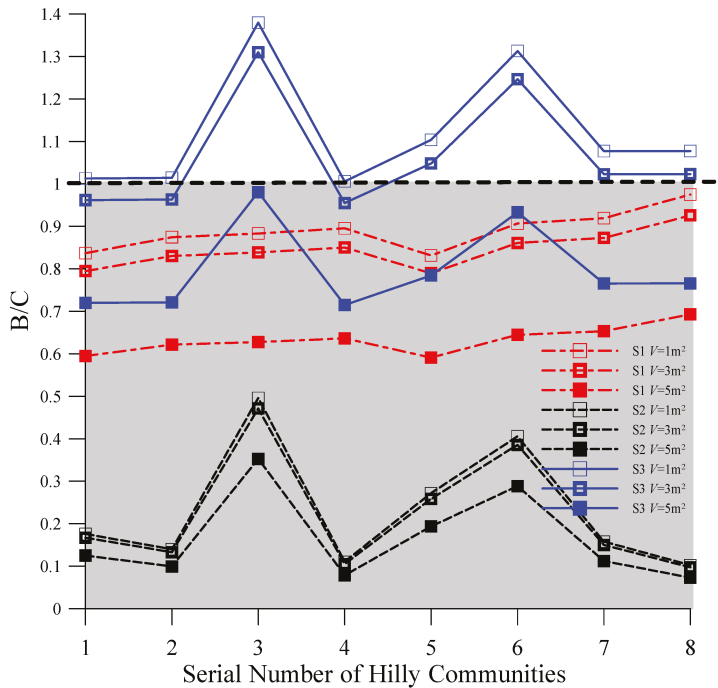 1.4
1.3
1.2
1.1
1
0.9
0.8
0.7
0.6
0.5
0.4
0.3
0.2
0.1
0
B/C
S1 V=1m²
S1 V=3m²
S1 V=5m²
S2 V=1m²
S2 V=3m²
S2 V=5m²
S3 V=1m²
S3 V=3m²
S3 V=5m²
1 2 3 4 5 6 7 8
Serial Number of Hilly Communities